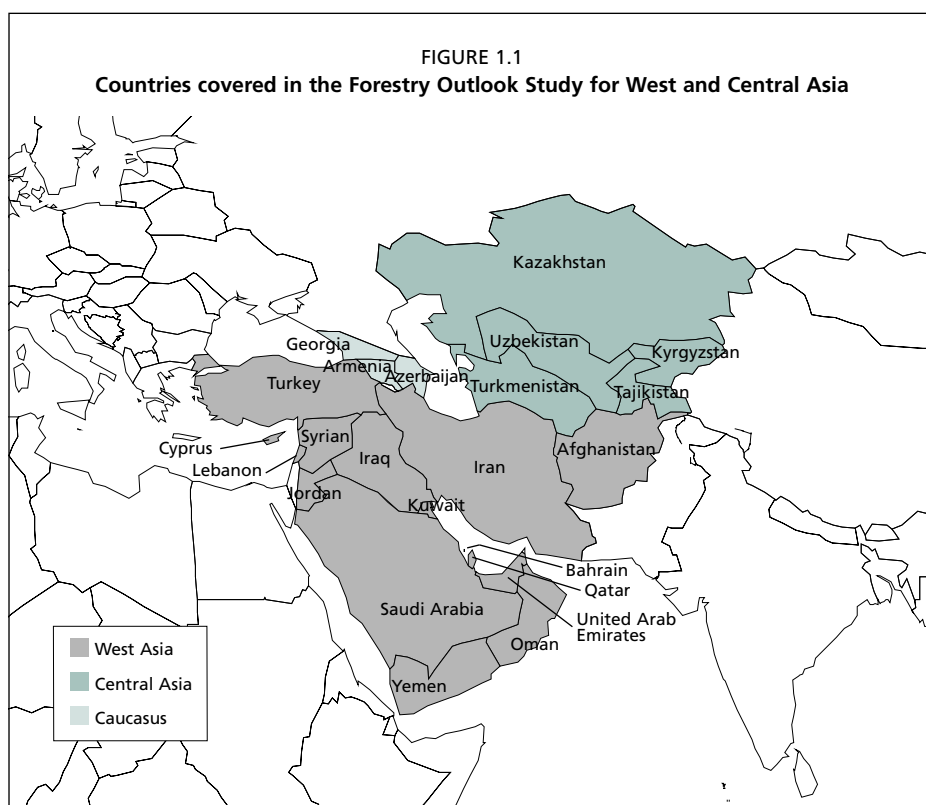 FIGURE 1.1
Countries covered in the Forestry Outlook Study for West and Central Asia
Kazakhstan
Georgia
Uzbekistan
Kyrgyzstan
Armenia
Azerbaijan
Turkey
Turkmenistan
Tajikistan
Cyprus
Syrian
Afghanistan
Lebanon
Iraq
Iran
Jordan
Kuwait
Bahrain
Qatar
Saudi Arabia
United Arab
Emirates
Oman
Yemen
West Asia
Central Asia
Caucasus